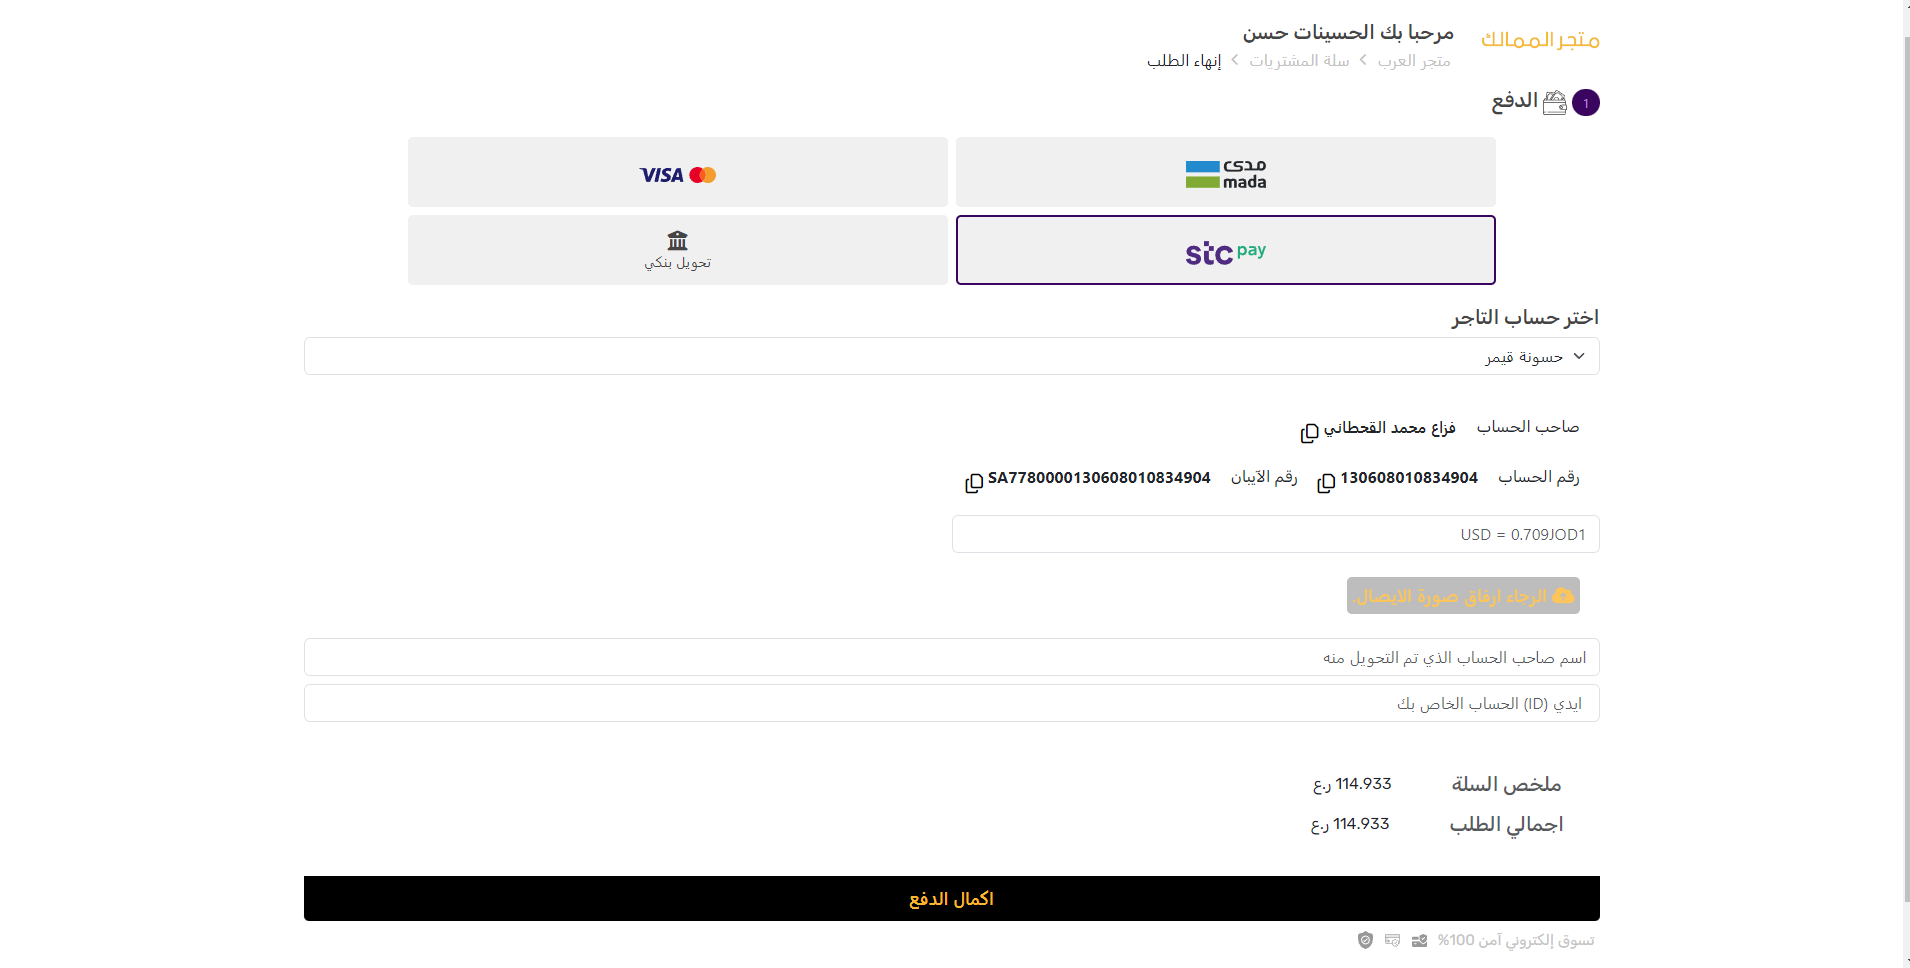 متجر الممالك
مرحبا بك الحسينات حسن
متجر العرب > سلة المشتريات > إنهاء الطلب
1 الدفع
مدى
mada
VISA
stc pay
تحويل بنكي
اختر حساب التاجر
حسونة قيمر
صاحب الحساب فزاع محمد القحطاني
رقم الحساب 130608010834904 رقم الآيبان SA7780000130608010834904
USD = 0.709JOD1
الرجاء ارفاق صورة الايصال.
اسم صاحب الحساب الذي تم التحويل منه
ايدي (ID) الحساب الخاص بك
ملخص السلة 114.933 ر.ع
اجمالي الطلب 114.933 ر.ع
اكمال الدفع
تسوق إلكتروني آمن 100%